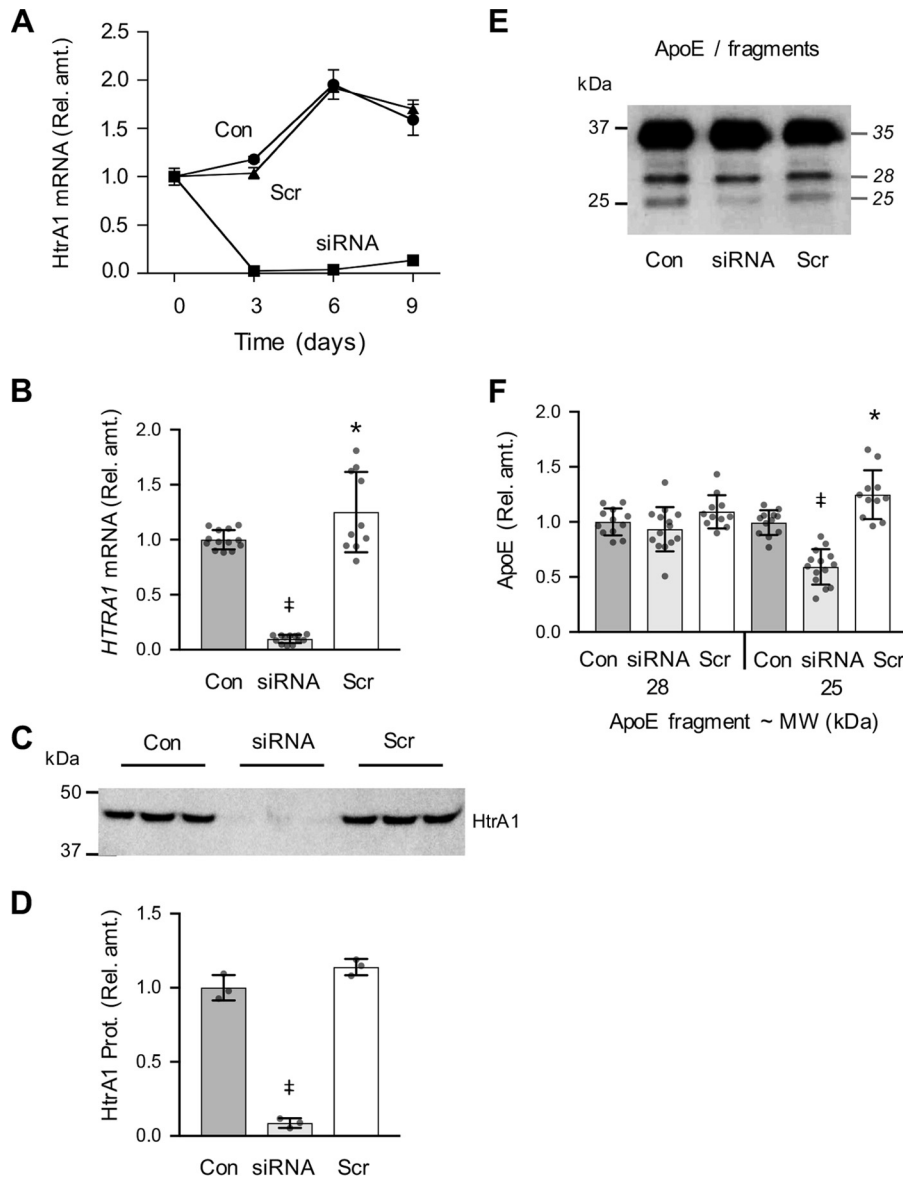 A
HtrA1 mRNA (Rel. amt.)
2.5
2.0
1.5
1.0
0.5
0.0
Con
Scr
siRNA
0 3 6 9
Time (days)
B
HTRA1 mRNA (Rel. amt.)
2.0
1.5
1.0
0.5
0.0
‡
*
Con siRNA Scr
C
kDa
Con siRNA Scr
50
37
HtrA1
D
HtrA1 Prot. (Rel. amt.)
1.5
1.0
0.5
0.0
‡
Con siRNA Scr
E
ApoE / fragments
kDa
37
25
35
28
25
Con siRNA Scr
F
ApoE (Rel. amt.)
2.0
1.5
1.0
0.5
0.0
‡
*
Con siRNA Scr Con siRNA Scr
28 25
ApoE fragment ~ MW (kDa)